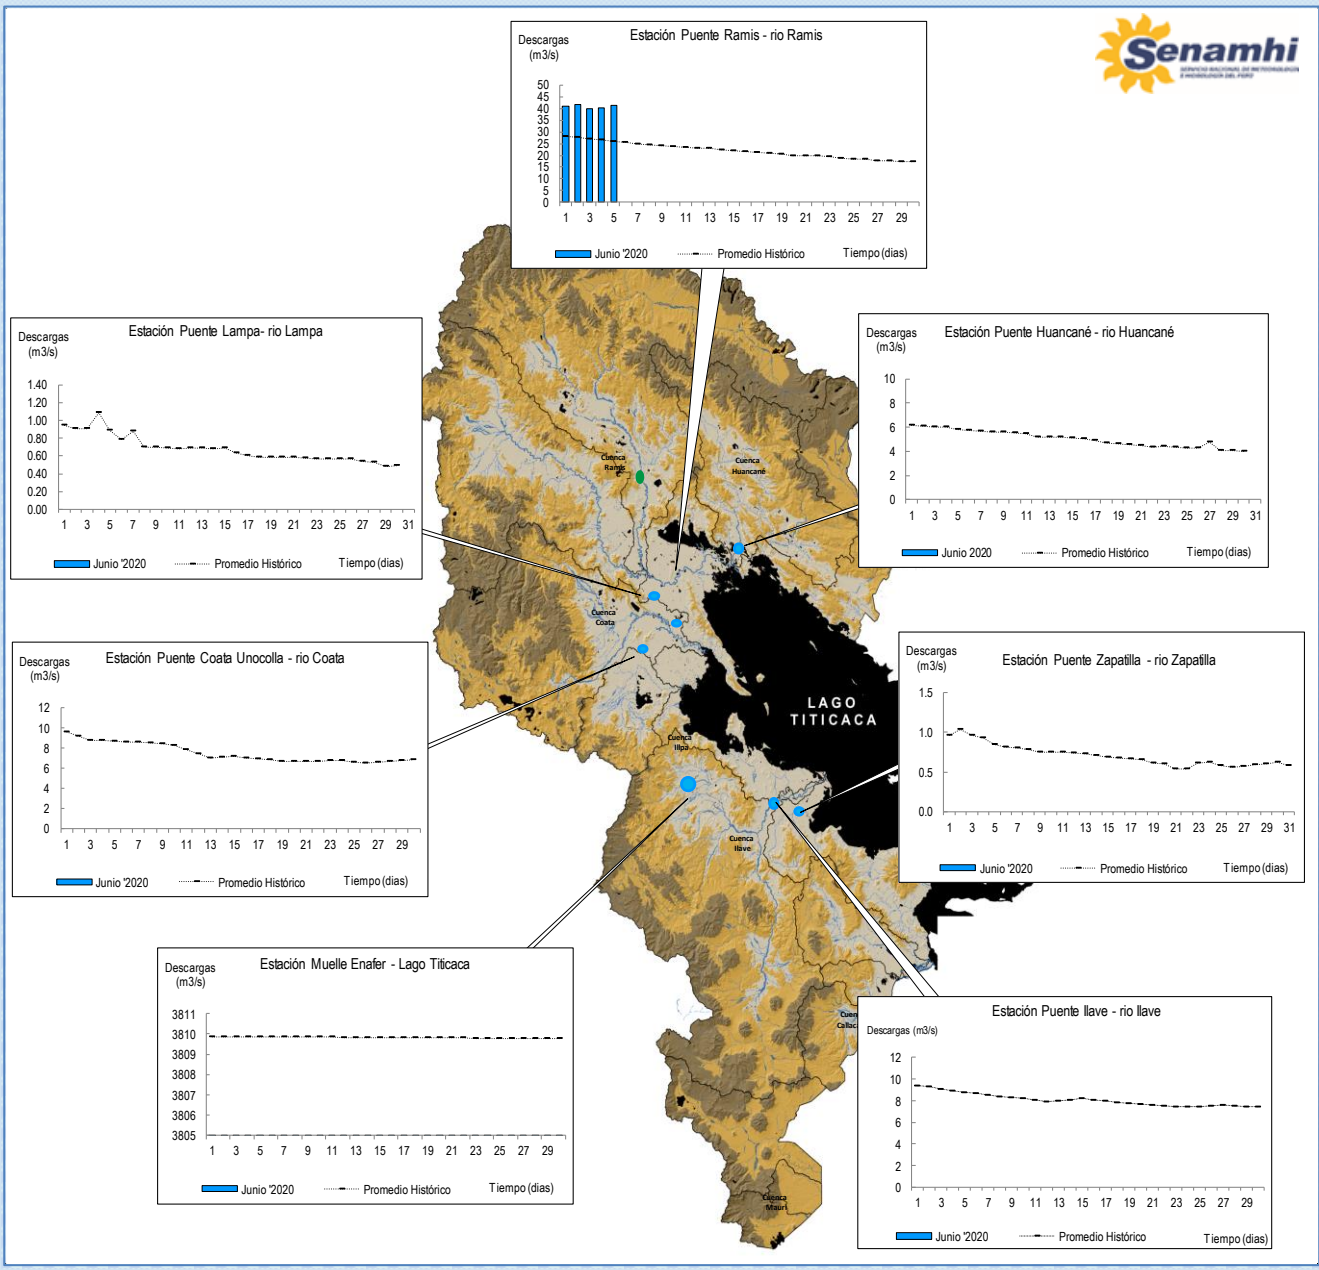 Senamhi
SERVICIO NACIONAL DE METEOROLOGÍA
E HIDROLOGÍA DEL PERÚ
Descargas
(m3/s)
Estación Puente Ramis - rio Ramis
50
45
40
35
30
25
20
15
10
5
0
1 3 5 7 9 11 13 15 17 19 21 23 25 27 29
Junio '2020 Promedio Histórico Tiempo (dias)
Descargas
(m3/s)
Estación Puente Lampa- rio Lampa
1.40
1.20
1.00
0.80
0.60
0.40
0.20
0.00
1 3 5 7 9 11 13 15 17 19 21 23 25 27 29 31
Junio '2020 Promedio Histórico Tiempo (dias)
Descargas
(m3/s)
Estación Puente Huancané - rio Huancané
10
8
6
4
2
0
1 3 5 7 9 11 13 15 17 19 21 23 25 27 29 31
Junio 2020 Promedio Histórico Tiempo (dias)
Cuenca
Ramis
Cuenca
Huancané
Cuenca
Coata
LAGO
TITICACA
Cuenca
Illpa
Cuenca
Ilave
Cuenca
Mauri
Descargas
(m3/s)
Estación Puente Coata Unocolla - rio Coata
12
10
8
6
4
2
0
1 3 5 7 9 11 13 15 17 19 21 23 25 27 29
Junio '2020 Promedio Histórico Tiempo (dias)
Descargas
(m3/s)
Estación Puente Zapatilla - rio Zapatilla
1.5
1.0
0.5
0.0
1 3 5 7 9 11 13 15 17 19 21 23 25 27 29 31
Junio '2020 Promedio Histórico Tiempo (dias)
Descargas
(m3/s)
Estación Muelle Enafer - Lago Titicaca
3811
3810
3809
3808
3807
3806
3805
1 3 5 7 9 11 13 15 17 19 21 23 25 27 29
Junio '2020 Promedio Histórico Tiempo (dias)
Estación Puente Ilave - rio Ilave
Descargas (m3/s)
12
10
8
6
4
2
0
1 3 5 7 9 11 13 15 17 19 21 23 25 27 29
Junio '2020 Promedio Histórico Tiempo (dias)